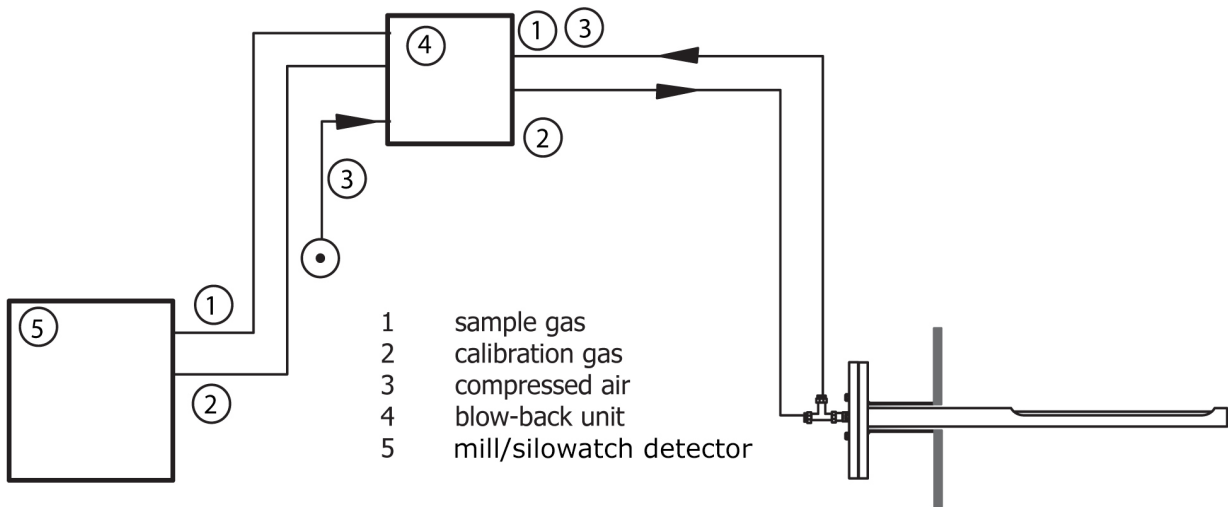 4
1 3
2
3
1
5
2
1 sample gas
2 calibration gas
3 compressed air
4 blow-back unit
5 mill/silowatch detector